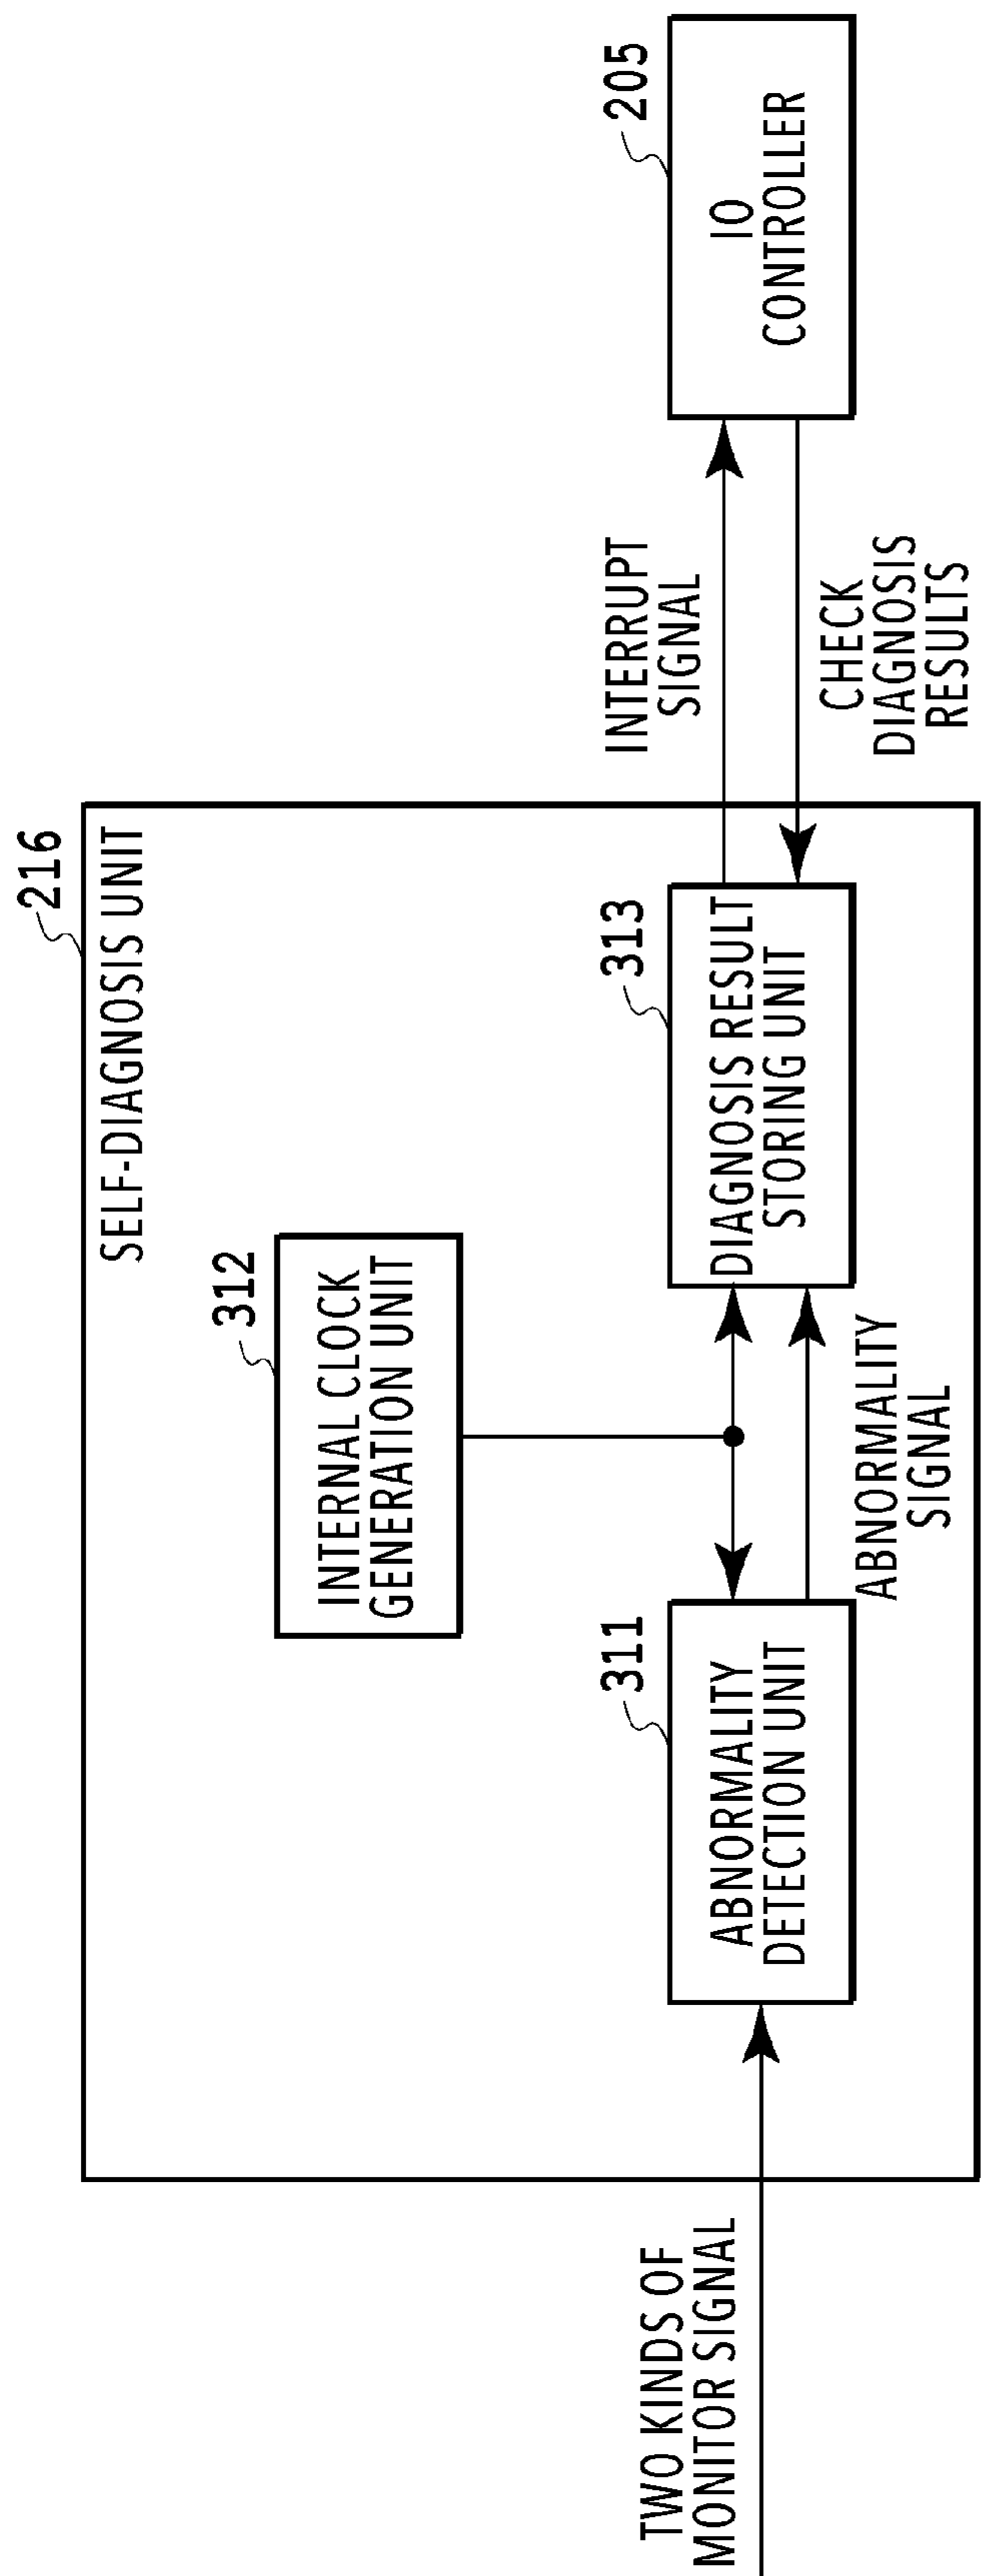 216
SELF-DIAGNOSIS UNIT
312
INTERNAL CLOCK
GENERATION UNIT
TWO KINDS OF
MONITOR SIGNAL
311
ABNORMALITY
DETECTION UNIT
ABNORMALITY
SIGNAL
313
DIAGNOSIS RESULT
STORING UNIT
INTERRUPT
SIGNAL
CHECK
DIAGNOSIS
RESULTS
205
IO
CONTROLLER